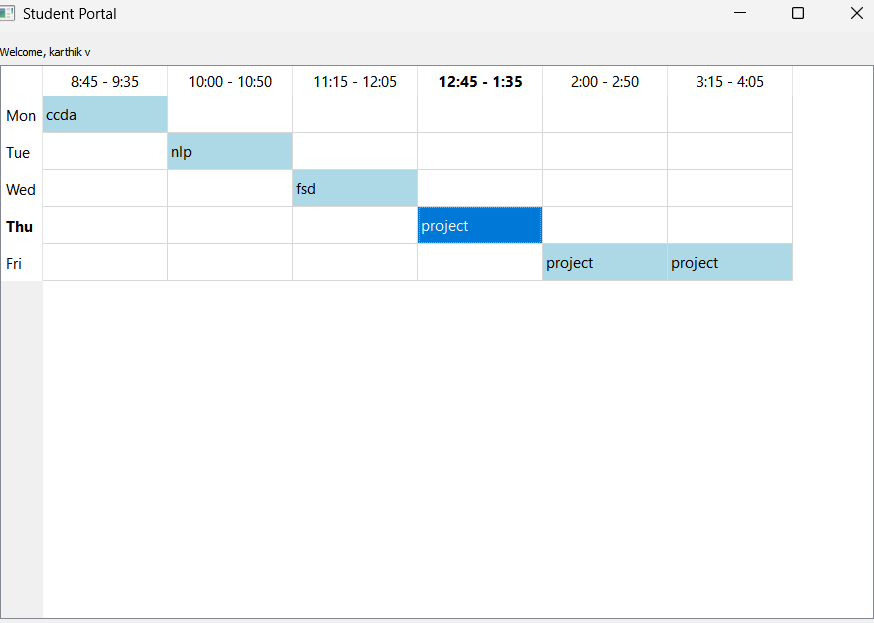 Student Portal
Welcome, karthik v
8:45 - 9:35 10:00 - 10:50 11:15 - 12:05 12:45 - 1:35 2:00 - 2:50 3:15 - 4:05
Mon ccda
Tue nlp
Wed fsd
Thu project
Fri project project